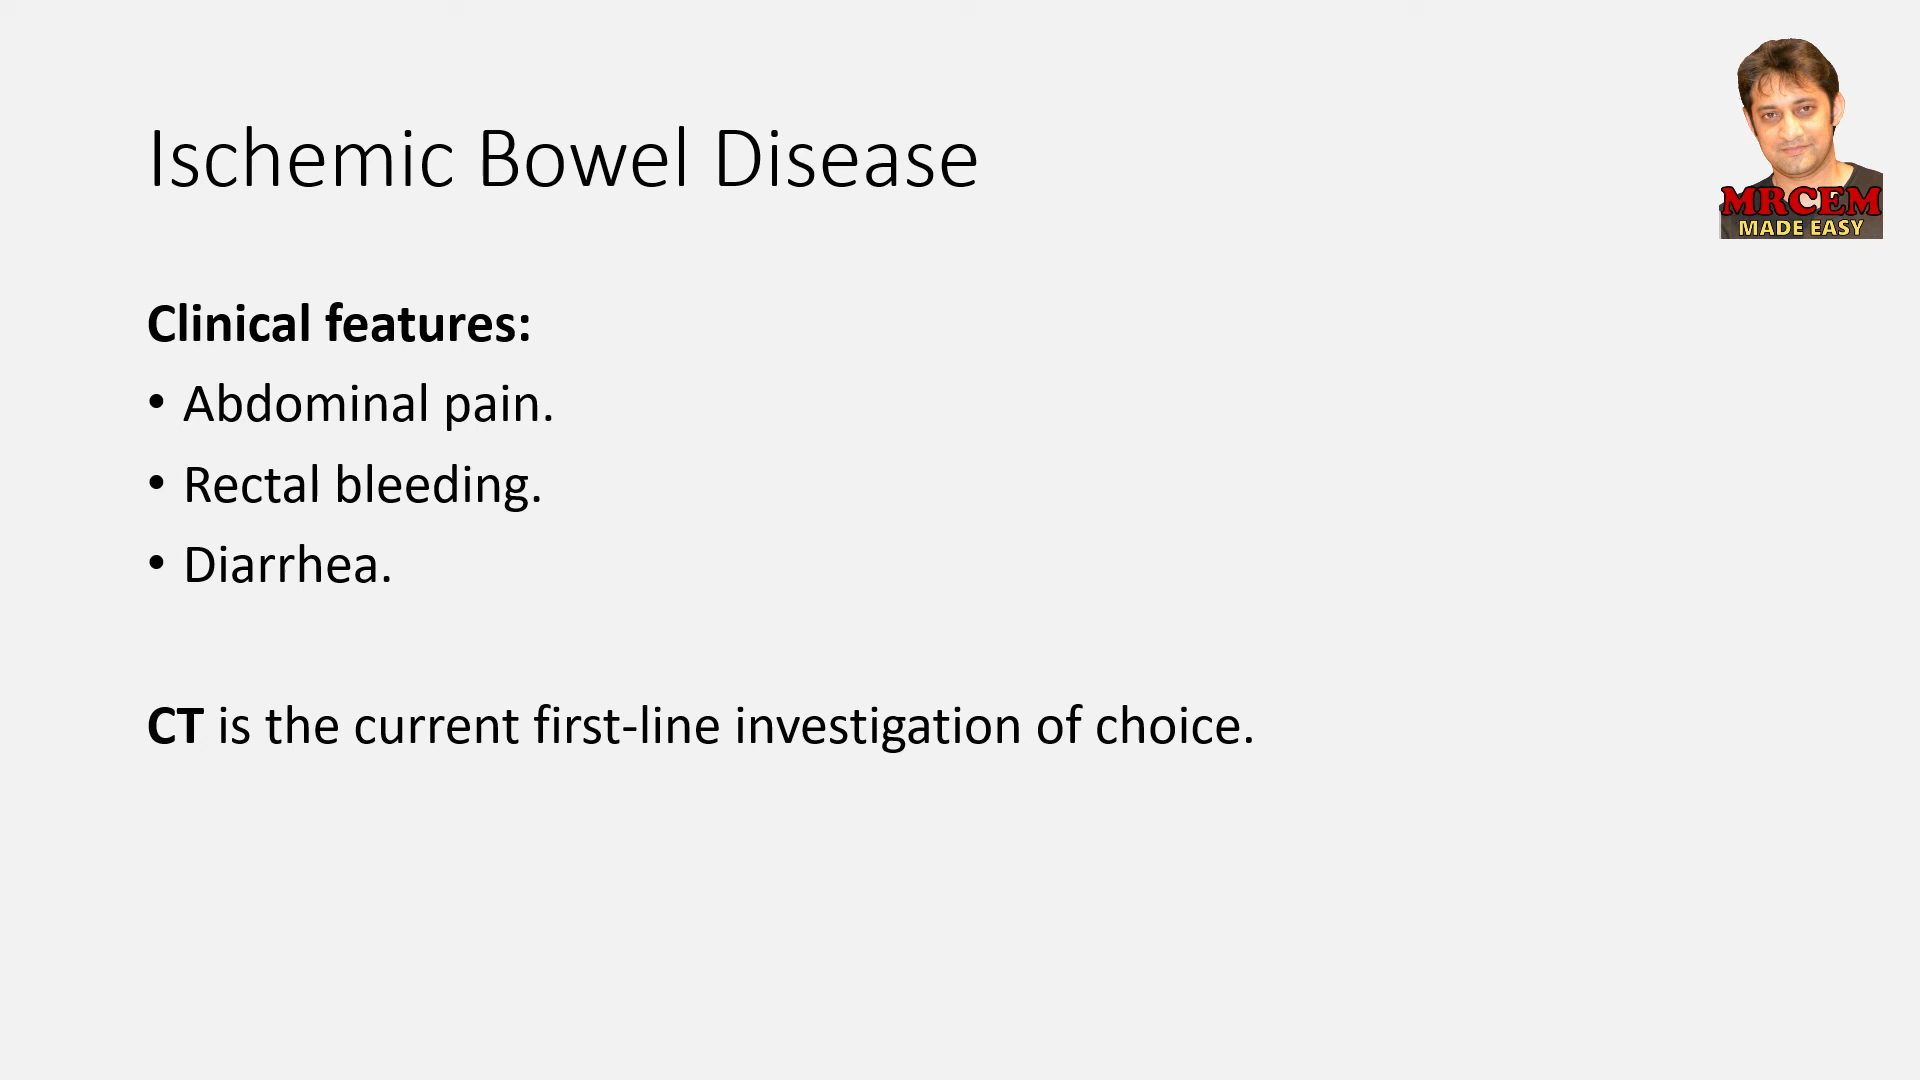 Ischemic Bowel Disease
MRCEM
MADE EASY
Clinical features:
• Abdominal pain.
• Rectal bleeding.
• Diarrhea.
CT is the current first-line investigation of choice.